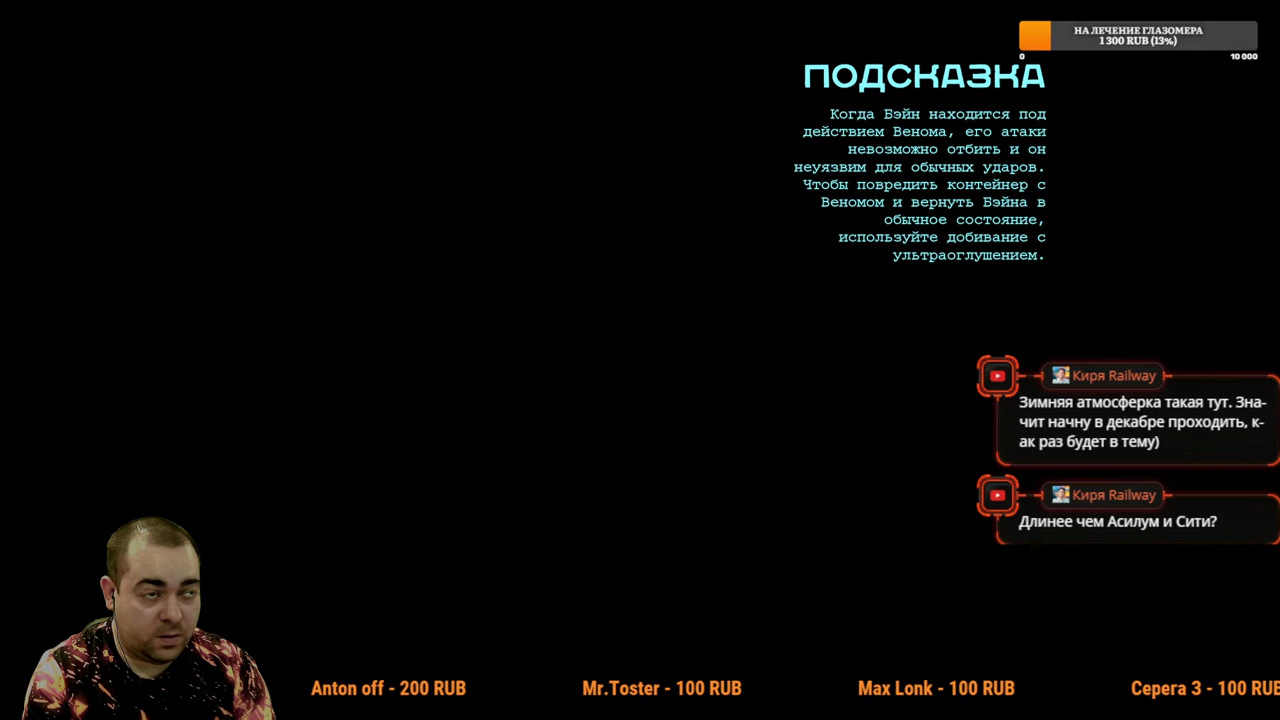 НА ЛЕЧЕНИЕ ГЛАЗОМЕРА
1 300 RUB (13%)
0
10 000
ПОДСКАЗКА
Когда Бэйн находится под
действием Венома, его атаки
невозможно отбить и он
неуязвим для обычных ударов.
Чтобы повредить контейнер с
Веномом и вернуть Бэйна в
обычное состояние,
используйте добивание с
ультраоглушением.
Киря Railway
Зимняя атмосферка такая тут. Зна-
чит начну в декабре проходить, к-
ак раз будет в тему)
Киря Railway
Длинее чем Асилум и Сити?
Anton off - 200 RUB
Mr.Toster - 100 RUB
Max Lonk - 100 RUB
Серега 3 - 100 RUB